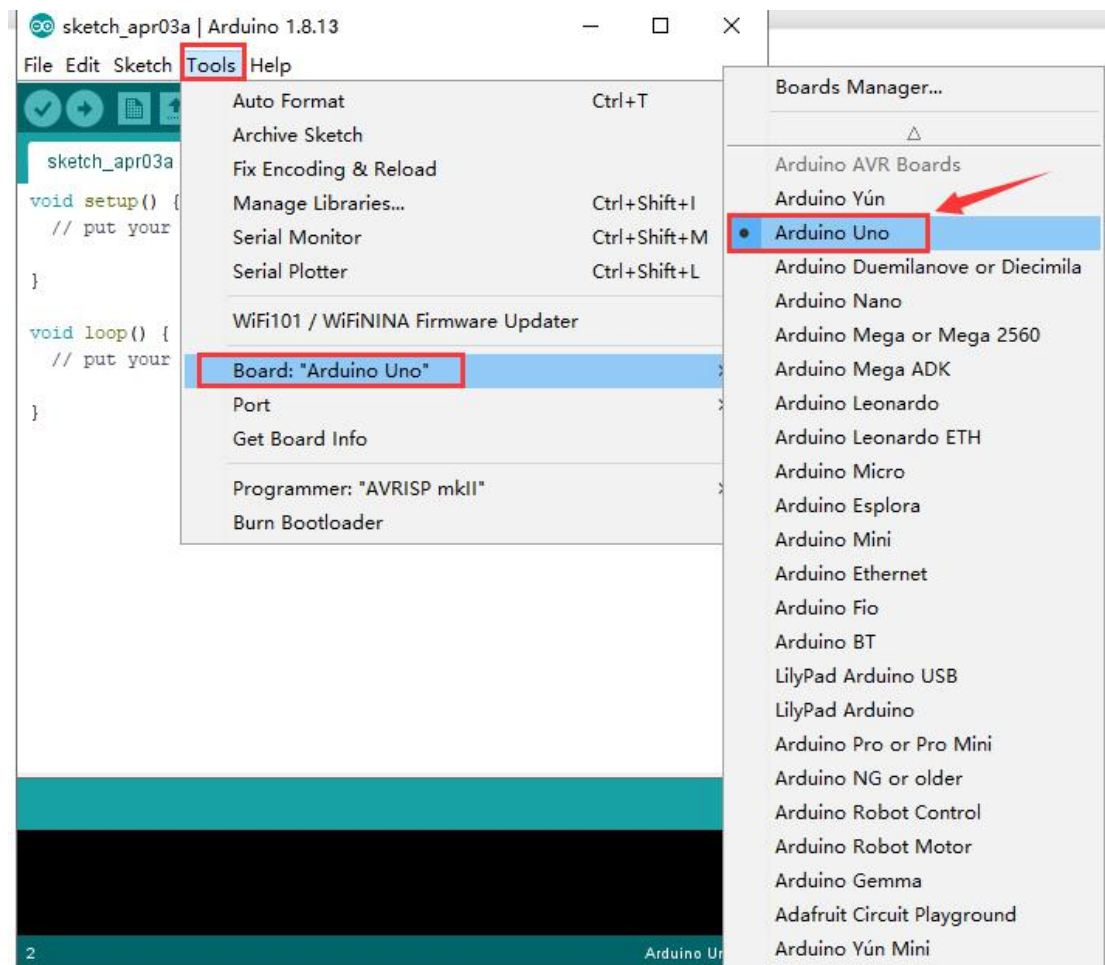 sketch_apr03a | Arduino 1.8.13
File Edit Sketch Tools Help
sketch_apr03a
void setup() {
// put your
}
void loop() {
// put your
}
Auto Format Ctrl+T
Archive Sketch
Fix Encoding & Reload
Manage Libraries... Ctrl+Shift+I
Serial Monitor Ctrl+Shift+M
Serial Plotter Ctrl+Shift+L
WiFi101 / WiFiNINA Firmware Updater
Board: "Arduino Uno"
Port
Get Board Info
Programmer: "AVRISP mkII"
Burn Bootloader
Boards Manager...
Arduino AVR Boards
Arduino Yún
Arduino Uno
Arduino Duemilanove or Diecimila
Arduino Nano
Arduino Mega or Mega 2560
Arduino Mega ADK
Arduino Leonardo
Arduino Leonardo ETH
Arduino Micro
Arduino Esplora
Arduino Mini
Arduino Ethernet
Arduino Fio
Arduino BT
LilyPad Arduino USB
LilyPad Arduino
Arduino Pro or Pro Mini
Arduino NG or older
Arduino Robot Control
Arduino Robot Motor
Arduino Gemma
Adafruit Circuit Playground
Arduino Yún Mini
2 Arduino Un